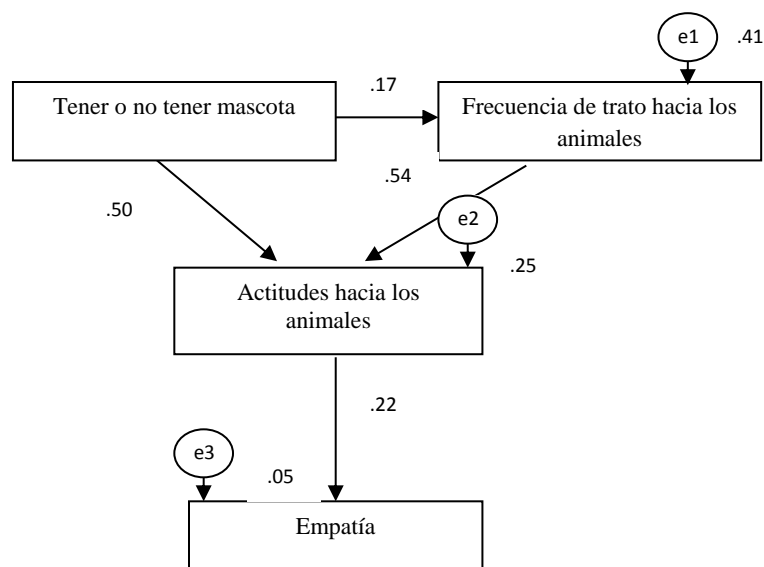 e1
.41
Tener o no tener mascota
.17
Frecuencia de trato hacia los
animales
.50
.54
e2
.25
Actitudes hacia los
animales
.22
e3
.05
Empatía